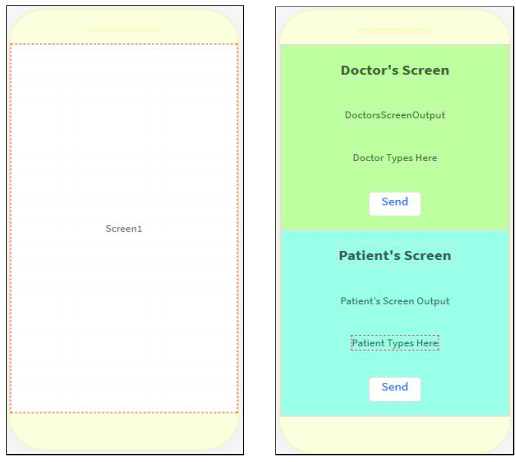 Screen1
Doctor's Screen
DoctorsScreenOutput
Doctor Types Here
Send
Patient's Screen
Patient's Screen Output
Patient Types Here
Send